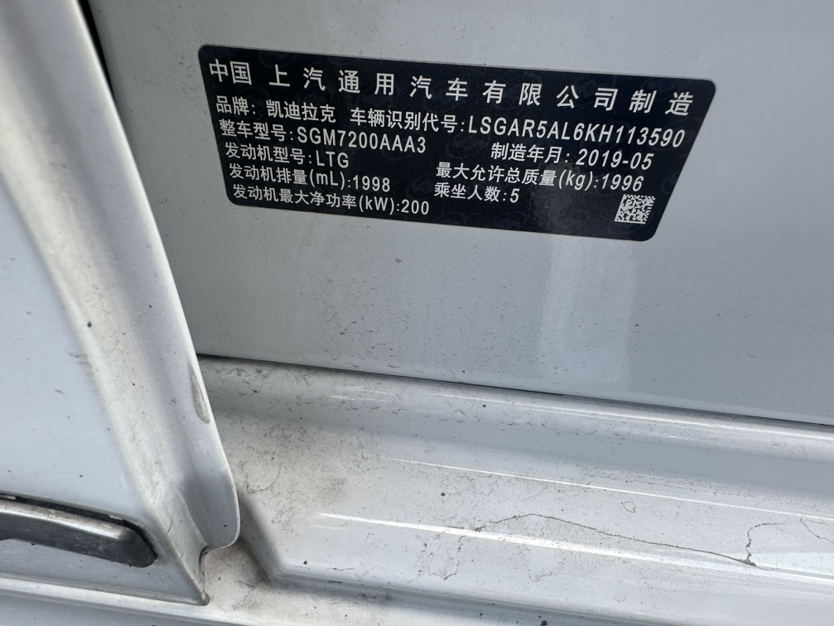 中国 上汽通用汽车有限公司制造
品牌: 凯迪拉克 车辆识别代号:LSGAR5AL6KH113590
整车型号:SGM7200AAA3 制造年月: 2019-05
发动机型号:LTG 最大允许总质量(kg):1996
发动机排量(mL):1998 乘坐人数:5
发动机最大净功率(kW):200